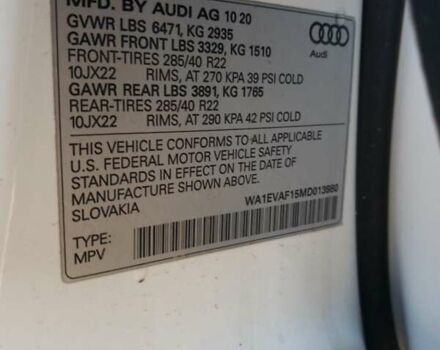 MFD. BY AUDI AG 10 20
GVWR LBS 6471, KG 2935
GAWR FRONT LBS 3329, KG 1510
FRONT-TIRES 285/40 R22
10JX22 RIMS, AT 270 KPA 39 PSI COLD
GAWR REAR LBS 3891, KG 1765
REAR-TIRES 285/40 R22
10JX22 RIMS, AT 290 KPA 42 PSI COLD
Audi
THIS VEHICLE CONFORMS TO ALL APPLICABLE
U.S. FEDERAL MOTOR VEHICLE SAFETY
STANDARDS IN EFFECT ON THE DATE OF
MANUFACTURE SHOWN ABOVE.
SLOVAKIA
WA1EVAF15MD013980
TYPE:
MPV